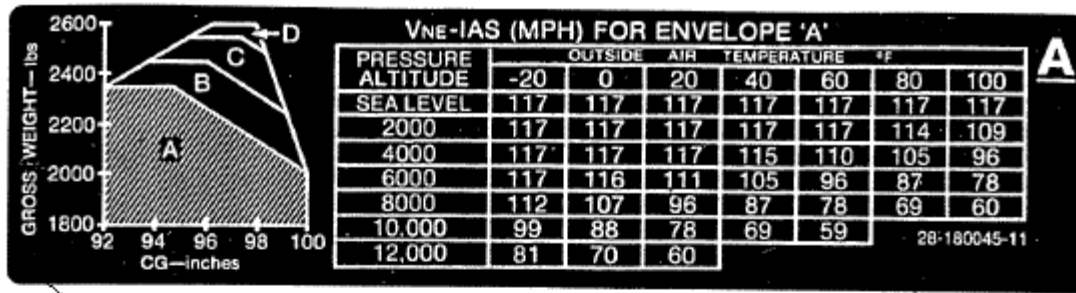 VNE-IAS (MPH) FOR ENVELOPE 'A'
PRESSURE ALTITUDE OUTSIDE AIR TEMPERATURE °F
-20 0 20 40 60 80 100
SEA LEVEL 117 117 117 117 117 117 117
2000 117 117 117 117 117 114 109
4000 117 117 117 115 110 105 96
6000 117 116 111 105 96 87 78
8000 112 107 96 87 78 69 60
10,000 99 88 78 69 59
12,000 81 70 60
28-180045-11
A
GROSS WEIGHT—lbs
2600
2400
2200
2000
1800
92 94 96 98 100
CG—inches
D
C
B
A